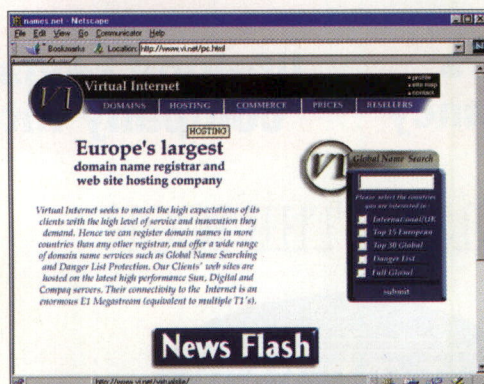 names.net - Netscape
File Edit View Go Communicator Help
Bookmarks Location: http://www.vi.net/pc.html
VI
Virtual Internet
profile
site map
contact
DOMAINS HOSTING COMMERCE PRICES RESELLERS
HOSTING
Europe's largest
domain name registrar and
web site hosting company
Virtual Internet seeks to match the high expectations of its
clients with the high level of service and innovation they
demand. Hence we can register domain names in more
countries than any other registrar, and offer a wide range
of domain name services such as Global Name Searching
and Danger List Protection. Our Clients' web sites are
hosted on the latest high performance Sun, Digital and
Compaq servers. Their connectivity to the Internet is an
enormous E1 Megastream (equivalent to multiple T1's).
VI
Global Name Search
Please select the countries
you are interested in:
International/UK
Top 15 European
Top 30 Global
Danger List
Full Global
submit
News Flash
http://www.vi.net/virtualsite/